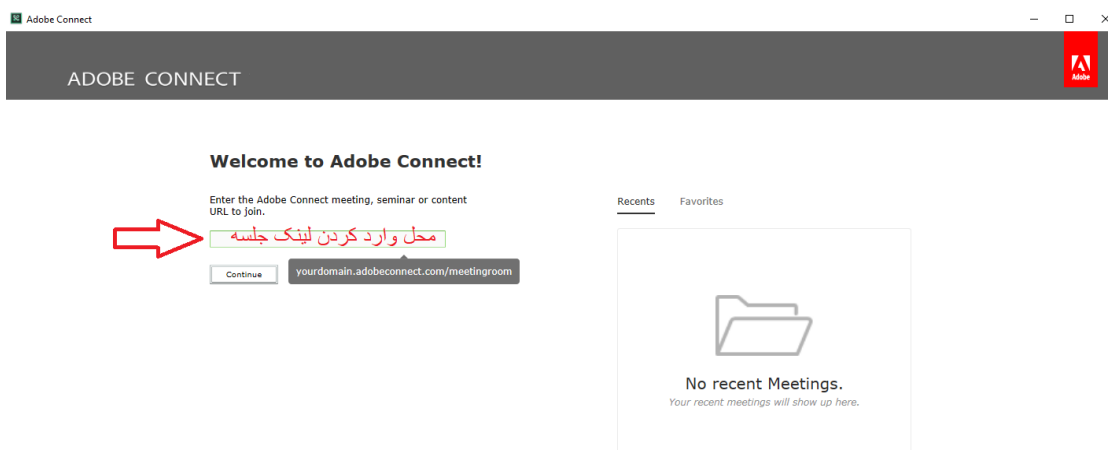 Adobe Connect
Adobe
ADOBE CONNECT
Welcome to Adobe Connect!
Enter the Adobe Connect meeting, seminar or content
URL to join.
محل وارد کردن لینک جلسه
Continue
yourdomain.adobeconnect.com/meetingroom
Recents
Favorites
No recent Meetings.
Your recent meetings will show up here.